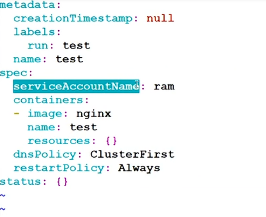 metadata:
  creationTimestamp: null
  labels:
    run: test
  name: test
spec:
  serviceAccountName: ram
  containers:
  - image: nginx
    name: test
    resources: {}
  dnsPolicy: ClusterFirst
  restartPolicy: Always
status: {}
~
~